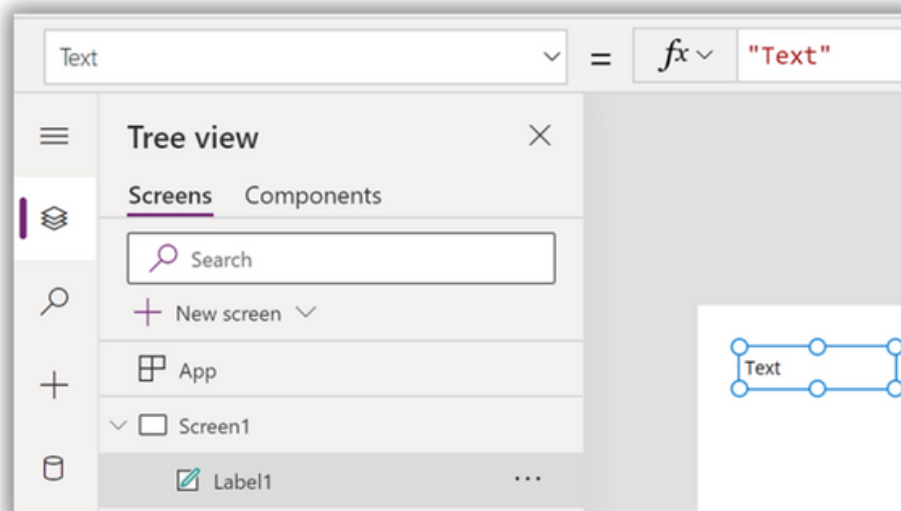 Text = fx "Text"
Tree view
Screens Components
Search
New screen
App
Screen1
Text
Label1